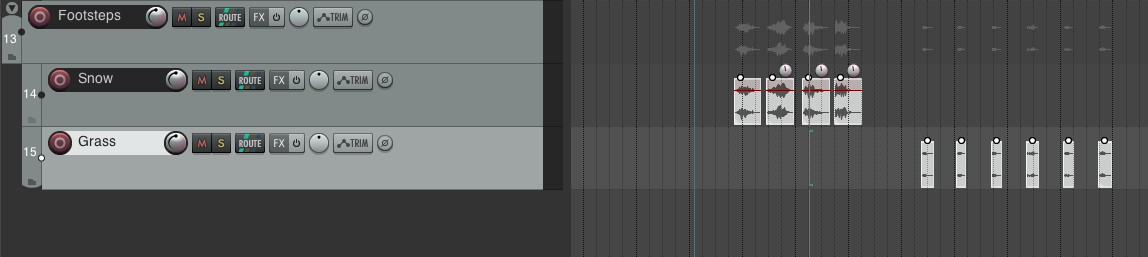 Footsteps M S ROUTE FX TRIM
13
Snow M S ROUTE FX TRIM
14
Grass M S ROUTE FX TRIM
15